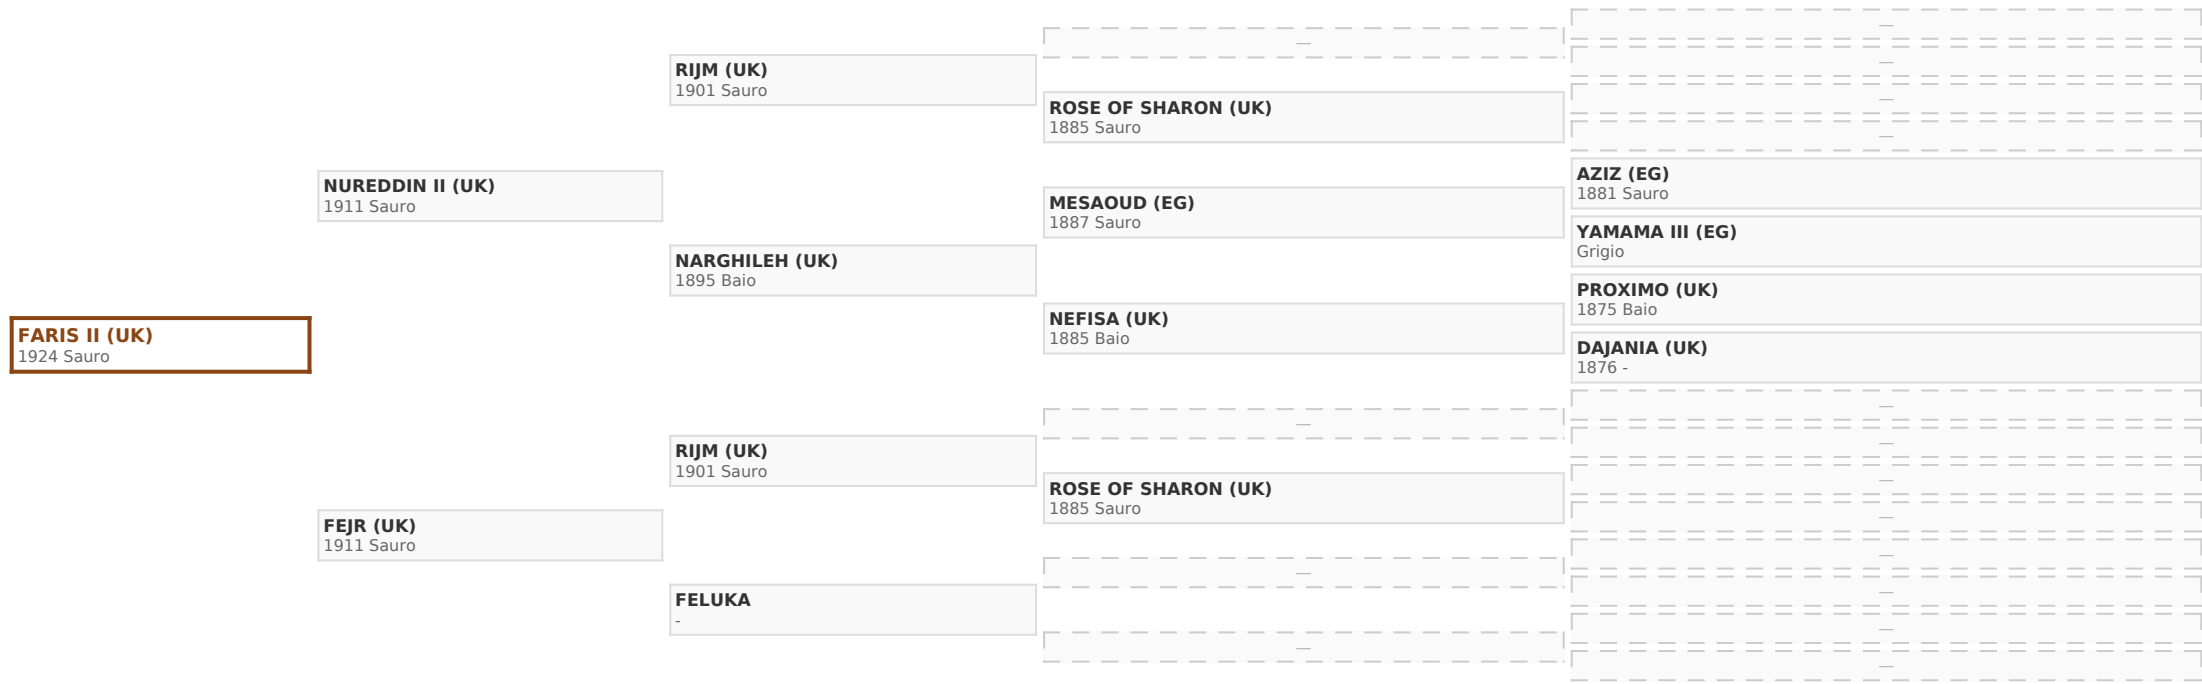 FARIS II (UK)
1924 Sauro
NUREDDIN II (UK)
1911 Sauro
FEJR (UK)
1911 Sauro
RIJM (UK)
1901 Sauro
NARGHILEH (UK)
1895 Baio
RIJM (UK)
1901 Sauro
FELUKA
-
—
ROSE OF SHARON (UK)
1885 Sauro
MESAOUD (EG)
1887 Sauro
NEFISA (UK)
1885 Baio
—
ROSE OF SHARON (UK)
1885 Sauro
—
—
—
—
—
—
AZIZ (EG)
1881 Sauro
YAMAMA III (EG)
Grigio
PROXIMO (UK)
1875 Baio
DAJANIA (UK)
1876 -
—
—
—
—
—
—
—
—